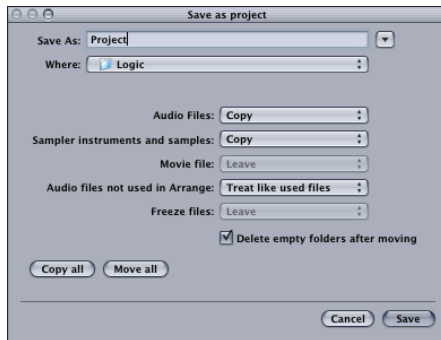 Save as project
Save As: Project
Where: Logic
Audio Files: Copy
Sampler instruments and samples: Copy
Movie file: Leave
Audio files not used in Arrange: Treat like used files
Freeze files: Leave
Delete empty folders after moving
Copy all Move all
Cancel Save